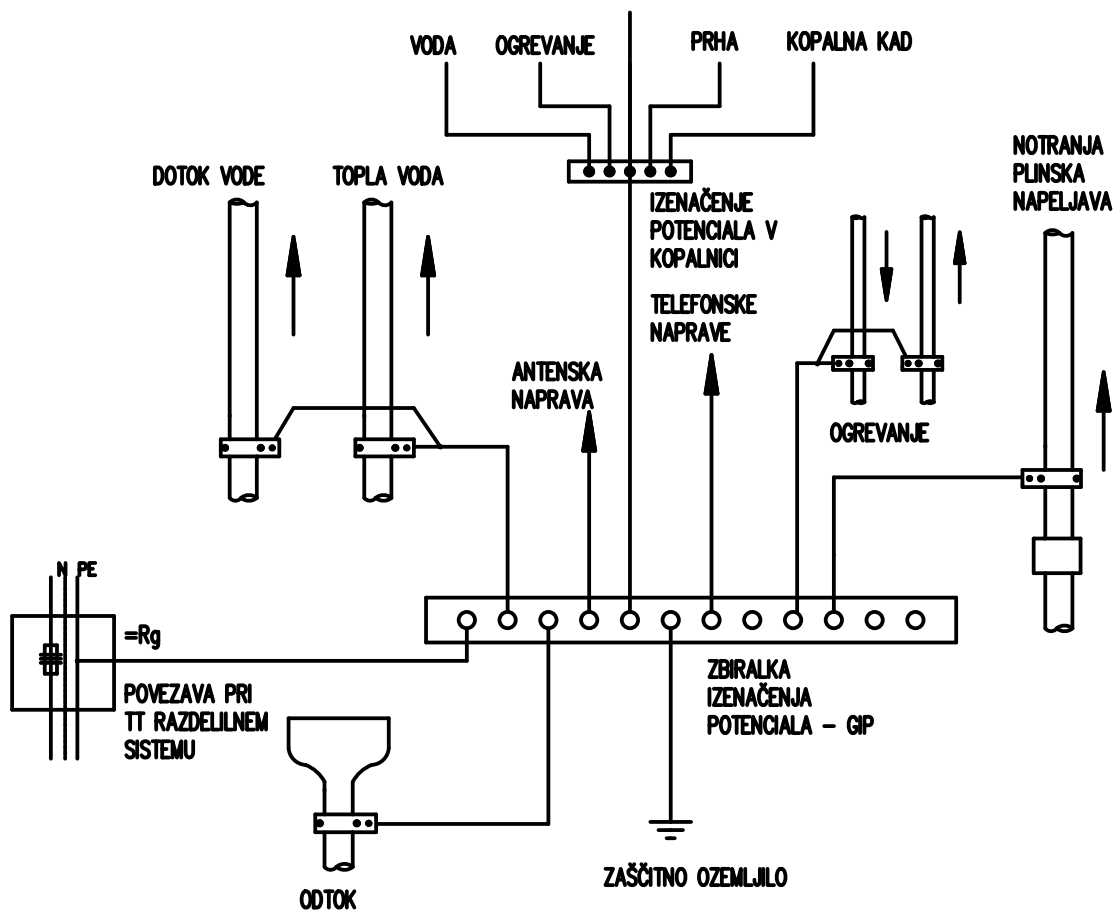 VODA
OGREVANJE
PRHA
KOPALNA KAD
DOTOK VODE
TOPLA VODA
IZENAČENJE
POTENCIALA V
KOPALNICI
NOTRANJA
PLINSKA
NAPELJAVA
TELEFONSKE
NAPRAVE
ANTENSKA
NAPRAVA
OGREVANJE
N PE
=Rg
POVEZAVA PRI
TT RAZDELILNEM
SISTEMU
ZBIRALKA
IZENAČENJA
POTENCIALA - GIP
ODTOK
ZAŠČITNO OZEMLJILO